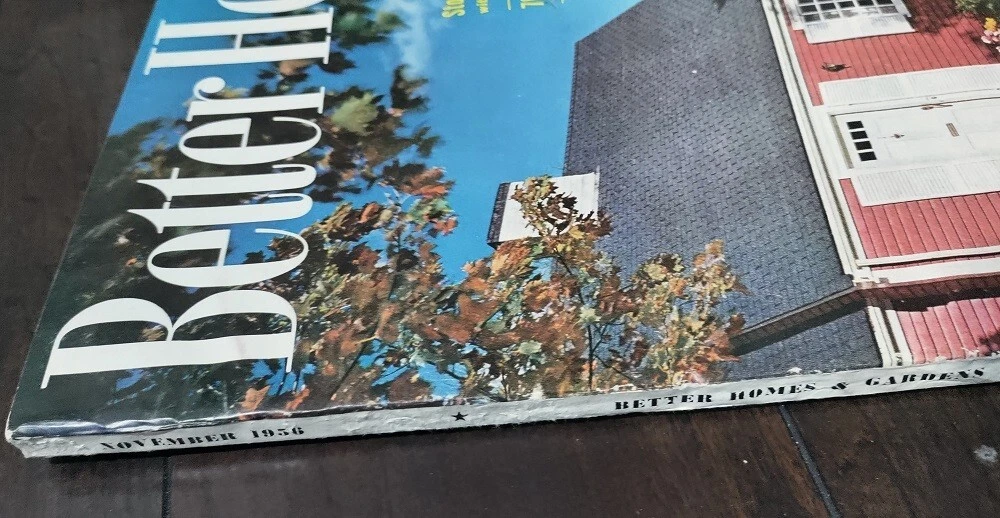 Better Ho
NOVEMBER 1956 ★ BETTER HOMES & GARDENS